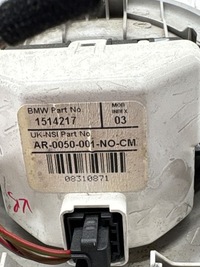 BMW Part No.
MOD INDEX
1514217
03
UK-NSI Part No.
AR-0050-001-NO-CM
08310871